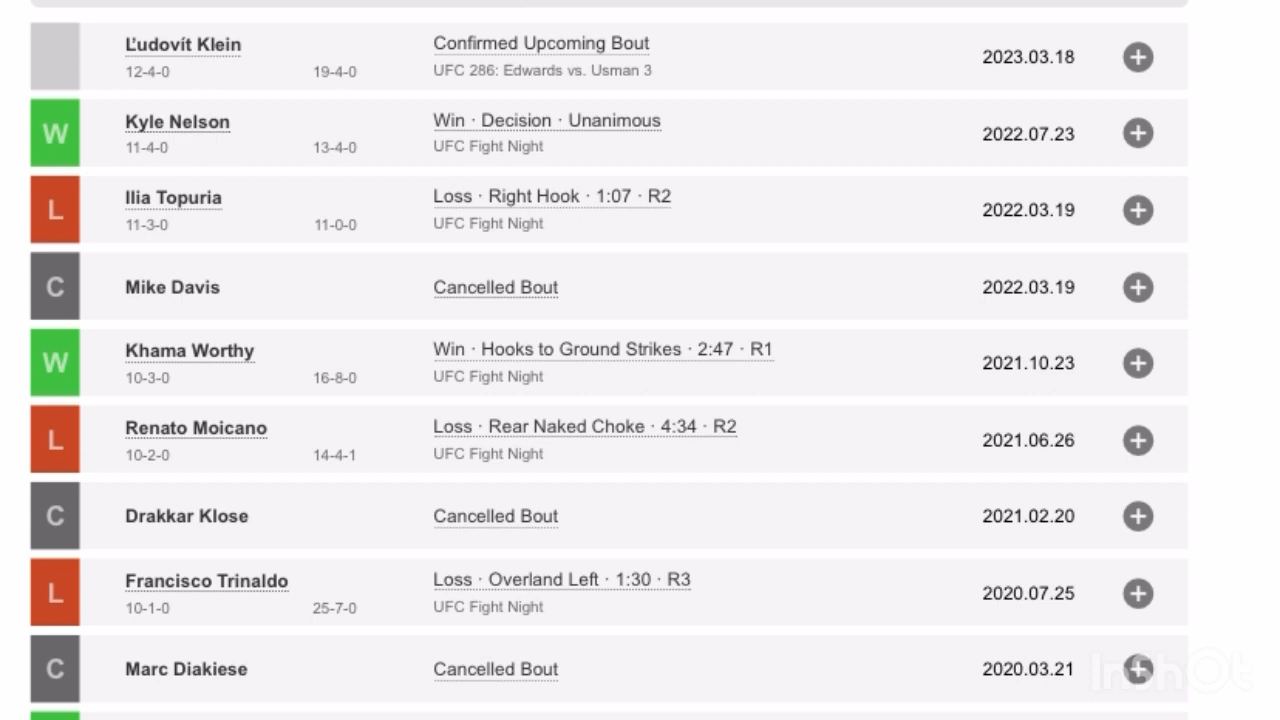 Ľudovít Klein
Confirmed Upcoming Bout
2023.03.18
12-4-0
19-4-0
UFC 286: Edwards vs. Usman 3
W
Kyle Nelson
Win · Decision · Unanimous
2022.07.23
11-4-0
13-4-0
UFC Fight Night
L
Ilia Topuria
Loss · Right Hook · 1:07 · R2
2022.03.19
11-3-0
11-0-0
UFC Fight Night
C
Mike Davis
Cancelled Bout
2022.03.19
W
Khama Worthy
Win · Hooks to Ground Strikes · 2:47 · R1
2021.10.23
10-3-0
16-8-0
UFC Fight Night
L
Renato Moicano
Loss · Rear Naked Choke · 4:34 · R2
2021.06.26
10-2-0
14-4-1
UFC Fight Night
C
Drakkar Klose
Cancelled Bout
2021.02.20
L
Francisco Trinaldo
Loss · Overland Left · 1:30 · R3
2020.07.25
10-1-0
25-7-0
UFC Fight Night
C
Marc Diakiese
Cancelled Bout
2020.03.21
InShOt